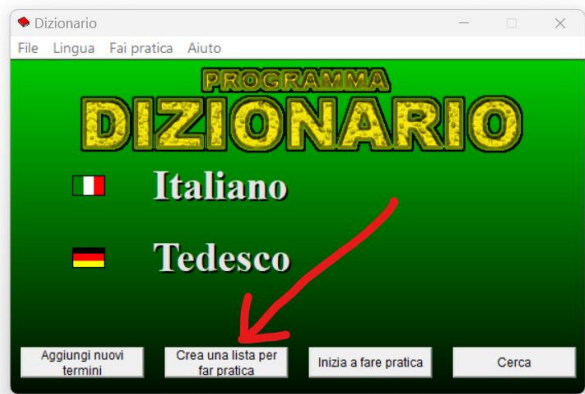 Dizionario
File Lingua Fai pratica Aiuto
PROGRAMMA
DIZIONARIO
Italiano
Tedesco
Aggiungi nuovi
termini
Crea una lista per
far pratica
Inizia a fare pratica
Cerca